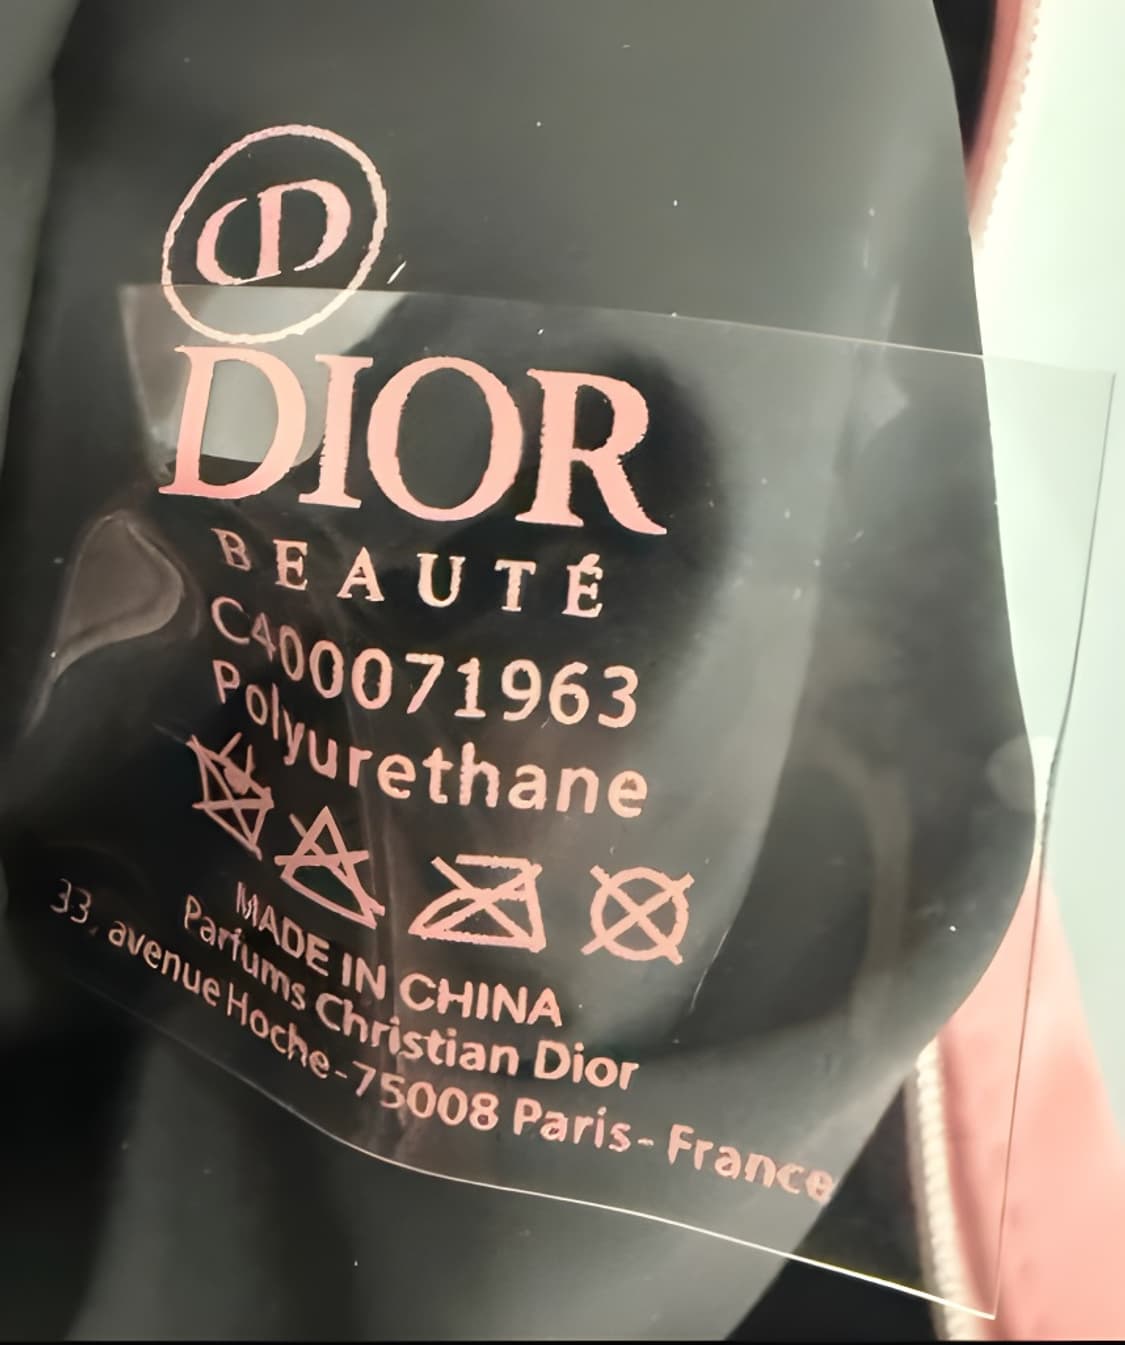 CD
DIOR
BEAUTÉ
C400071963
Polyurethane
MADE IN CHINA
Parfums Christian Dior
33, avenue Hoche-75008 Paris- France